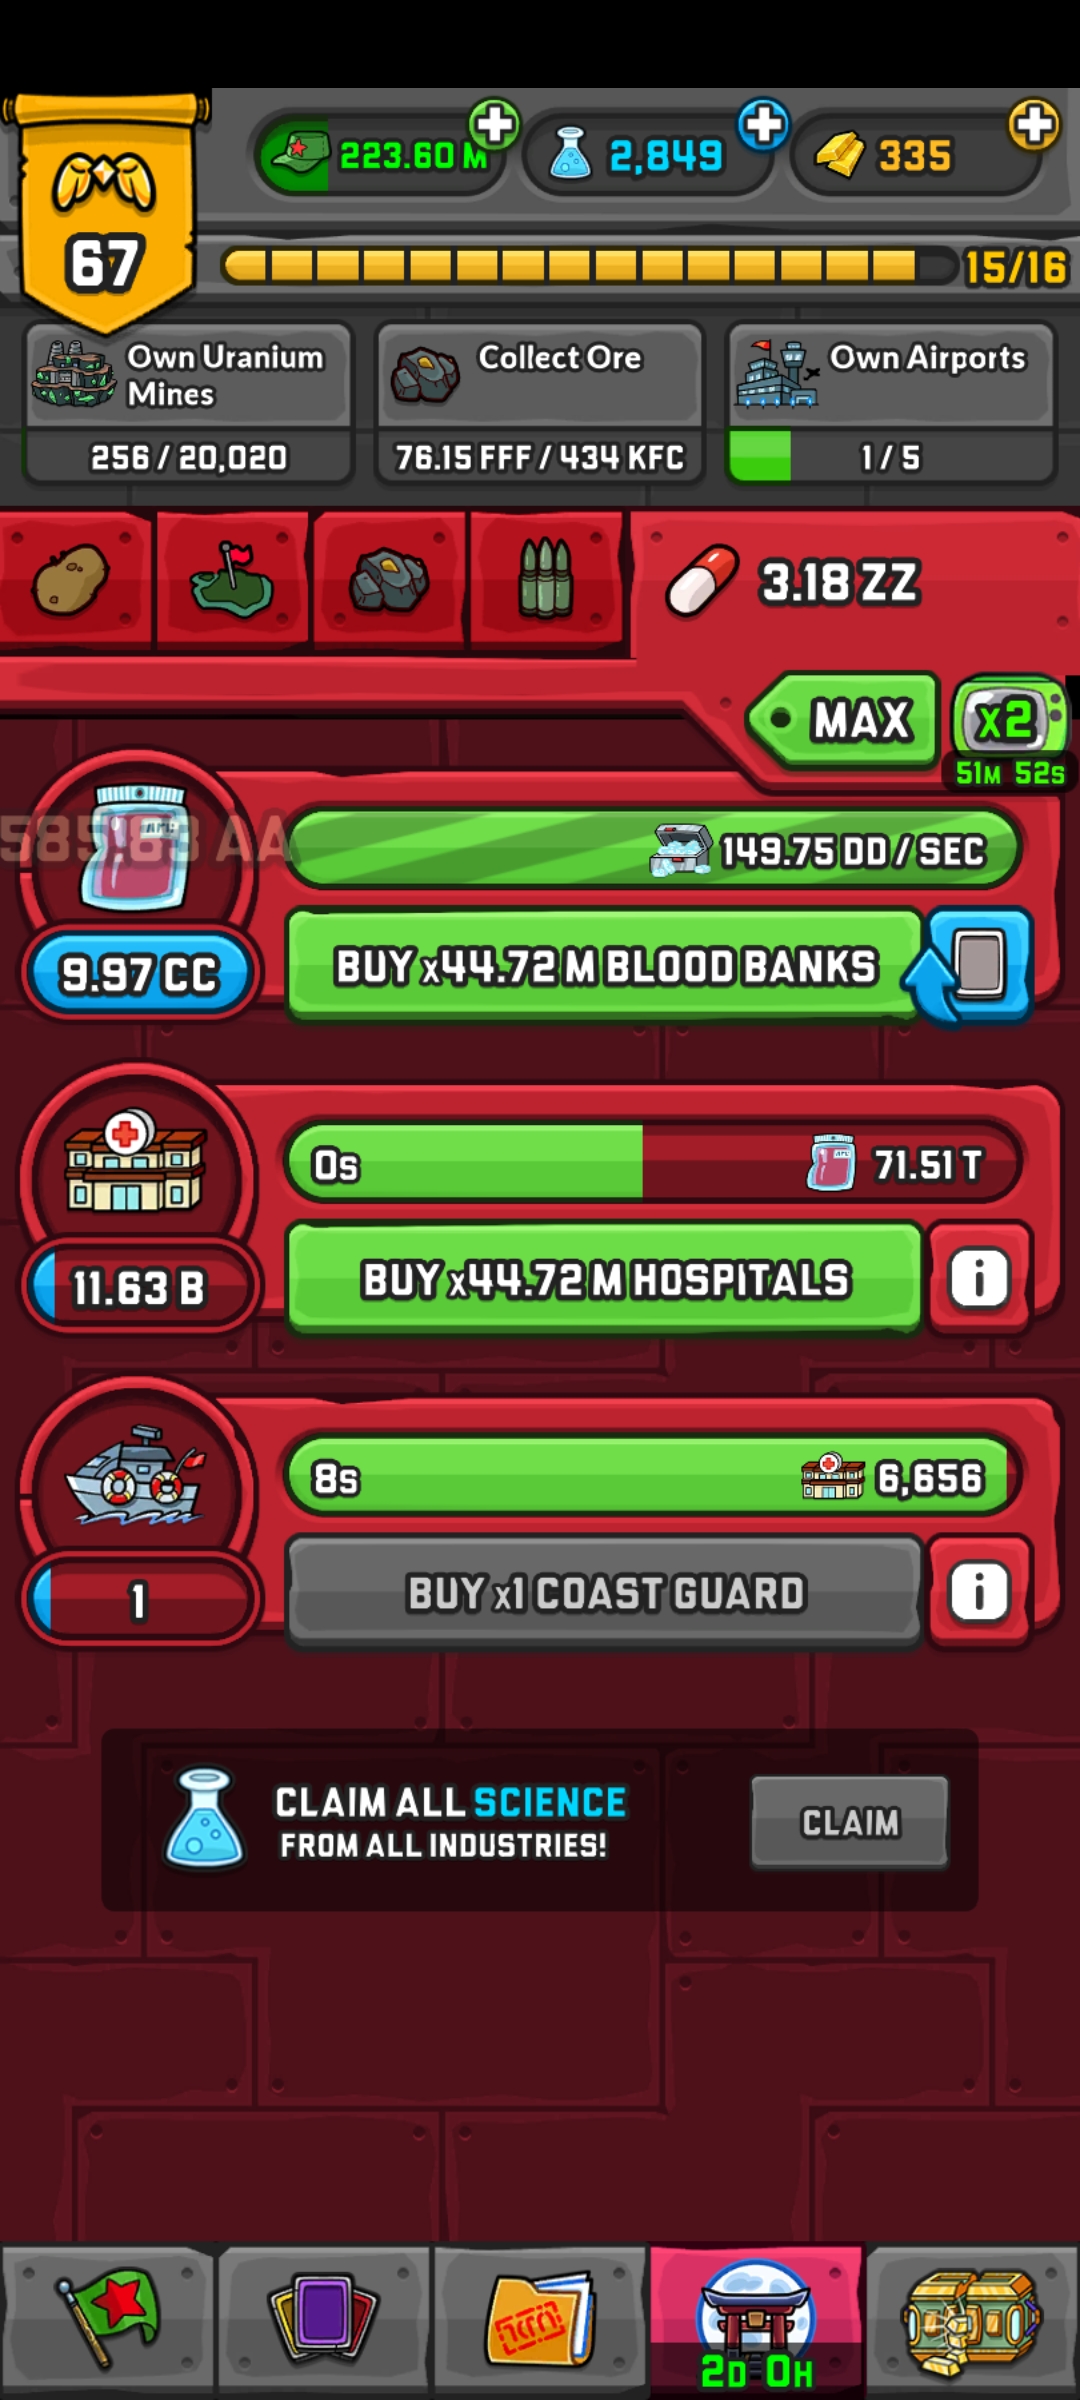 223.60 M
2,849
335
67
15/16
Own Uranium
Mines
256 / 20,020
Collect Ore
76.15 FFF / 434 KFC
Own Airports
1 / 5
3.18 ZZ
MAX
x2
51M 52S
149.75 DD / SEC
9.97 CC
BUY x44.72 M BLOOD BANKS
0s
71.51 T
11.63 B
BUY x44.72 M HOSPITALS
i
8s
6,656
1
BUY x1 COAST GUARD
i
CLAIM ALL SCIENCE
FROM ALL INDUSTRIES!
CLAIM
2D 0H